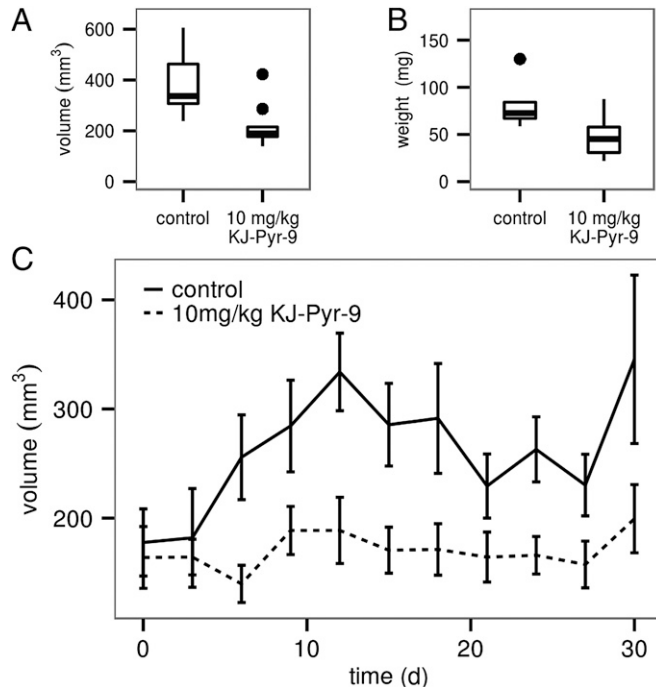 A
volume (mm³)
600
400
200
0
control
10 mg/kg
KJ-Pyr-9
B
weight (mg)
150
100
50
0
control
10 mg/kg
KJ-Pyr-9
C
control
10mg/kg KJ-Pyr-9
volume (mm³)
400
300
200
0
10
20
30
time (d)